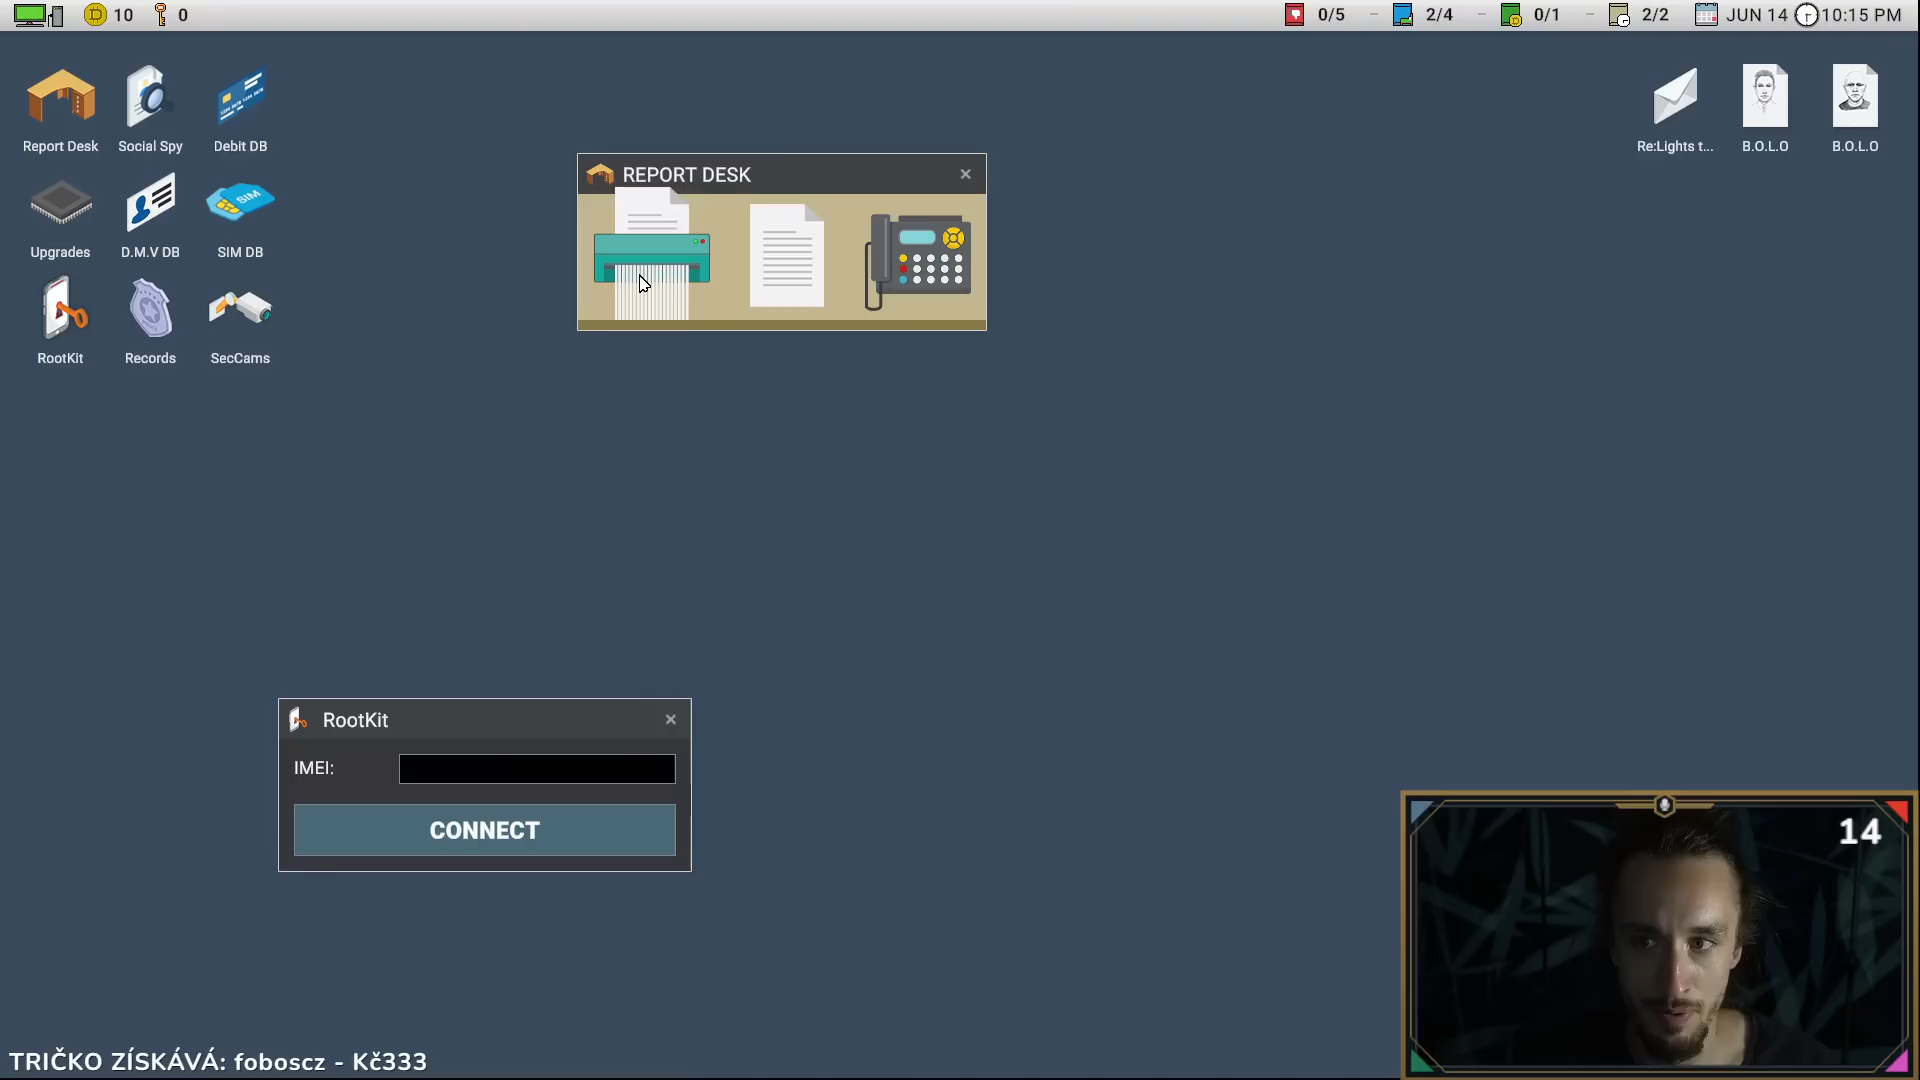 10 0 0/5 - 2/4 - 0/1 - 2/2 JUN 14 10:15 PM
Report Desk Social Spy Debit DB Re:Lights t... B.O.L.O B.O.L.O
REPORT DESK
Upgrades D.M.V DB SIM DB
SIM
RootKit Records SecCams
RootKit
IMEI:
CONNECT
14
TRIČKO ZÍSKÁVÁ: foboscz - Kč333